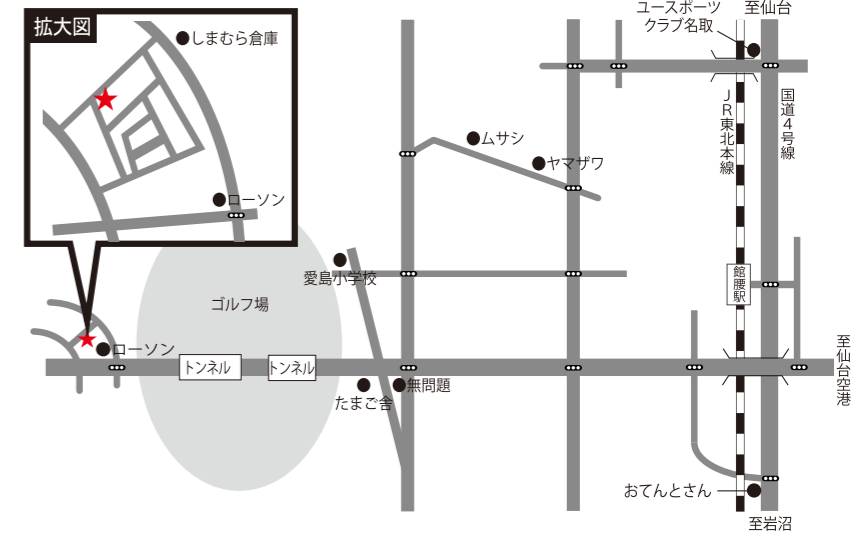 拡大図
しまむら倉庫
ローソン
ユースポーツ
クラブ名取
至仙台
JR東北本線
国道4号線
ムサシ
ヤマザワ
愛島小学校
ゴルフ場
館腰駅
ローソン
トンネル
トンネル
無問題
たまご舎
至仙台空港
おてんとさん
至岩沼